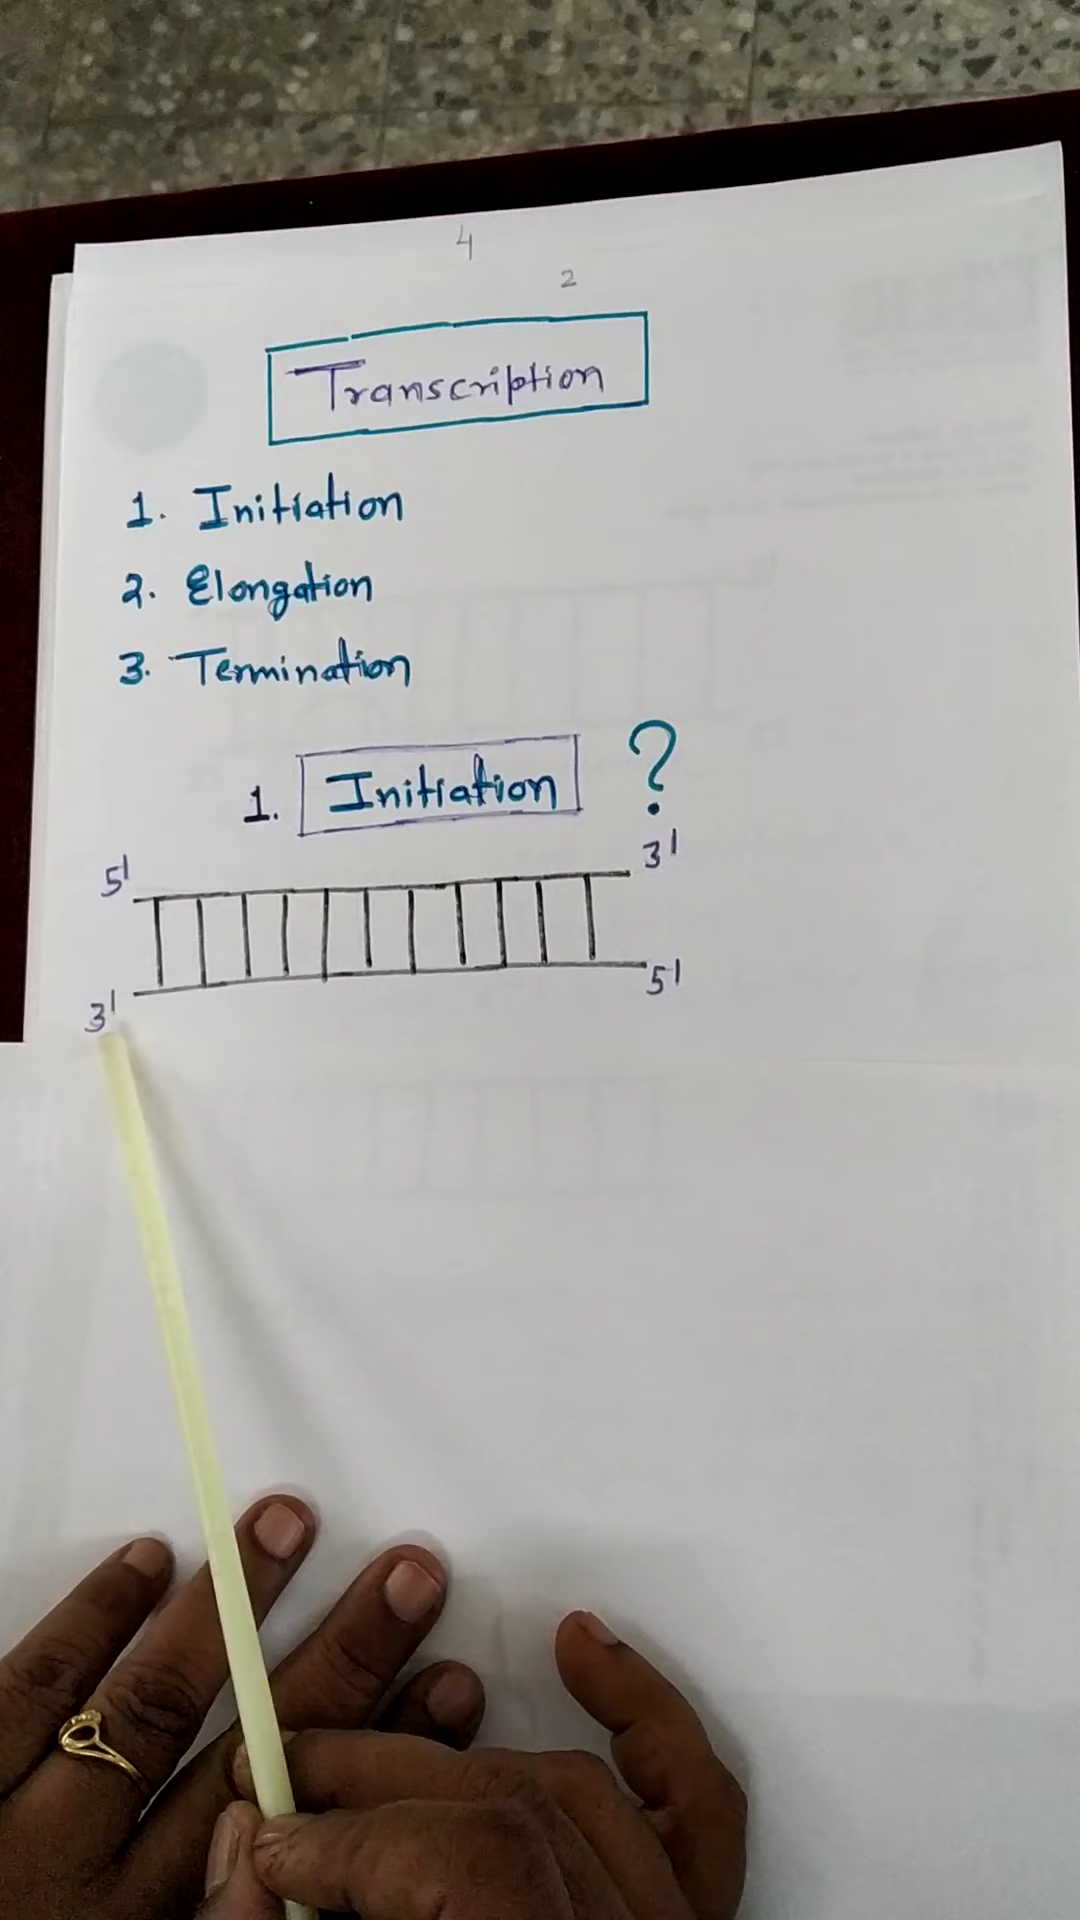 4
2
Transcription
1. Initiation
2. Elongation
3. Termination
1. Initiation ?
5' 3'
3' 5'